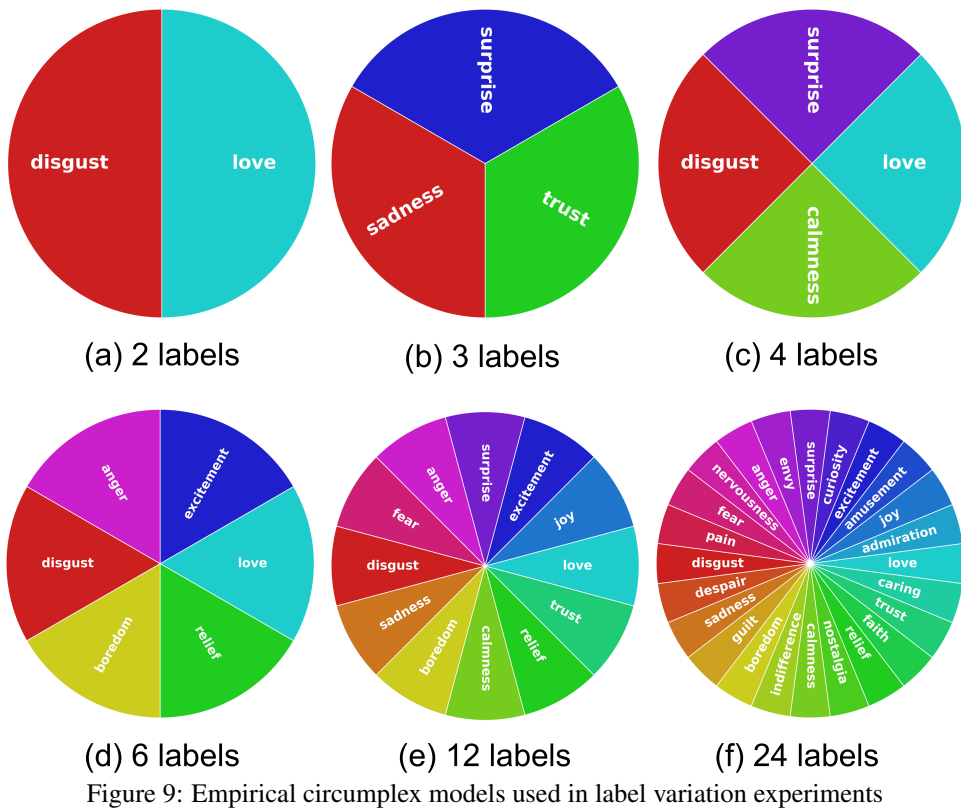 disgust
love
(a) 2 labels
surprise
sadness
trust
(b) 3 labels
surprise
disgust
love
calmness
(c) 4 labels
anger
excitement
disgust
love
boredom
relief
(d) 6 labels
surprise
excitement
joy
love
trust
relief
calmness
boredom
sadness
disgust
fear
anger
(e) 12 labels
surprise
curiosity
excitement
amusement
joy
admiration
love
caring
trust
faith
relief
nostalgia
calmness
indifference
boredom
guilt
sadness
despair
disgust
pain
fear
nervousness
anger
envy
(f) 24 labels
Figure 9: Empirical circumplex models used in label variation experiments